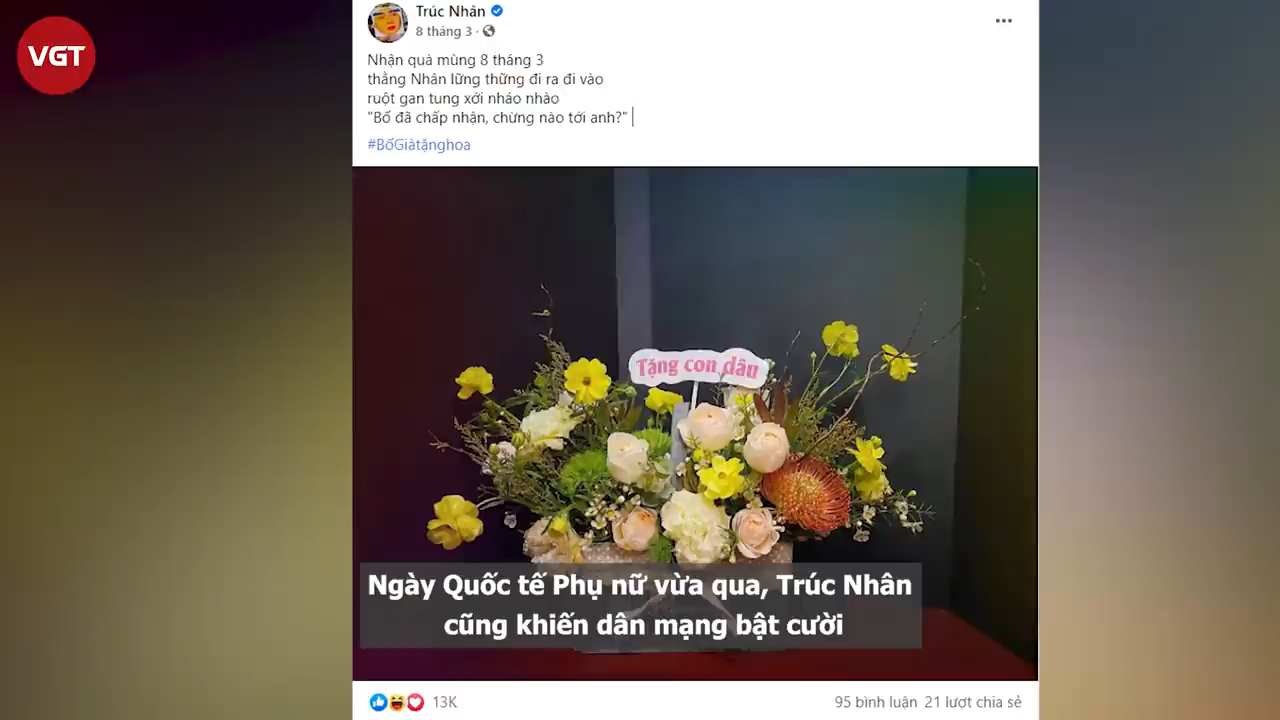 VGT
Trúc Nhân
8 tháng 3 ·
Nhận quà mùng 8 tháng 3
thẳng Nhân lững thững đi ra đi vào
ruột gan tung xới nháo nhào
"Bố đã chấp nhận, chừng nào tới anh?"
#BốGiàtặnghoa
Tặng con dâu
Ngày Quốc tế Phụ nữ vừa qua, Trúc Nhân
cũng khiến dân mạng bật cười
13K
95 bình luận 21 lượt chia sẻ